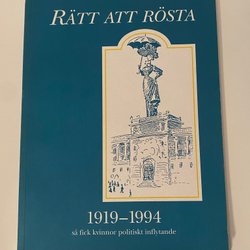 RÄTT ATT RÖSTA
1919–1994
så fick kvinnor politiskt inflytande